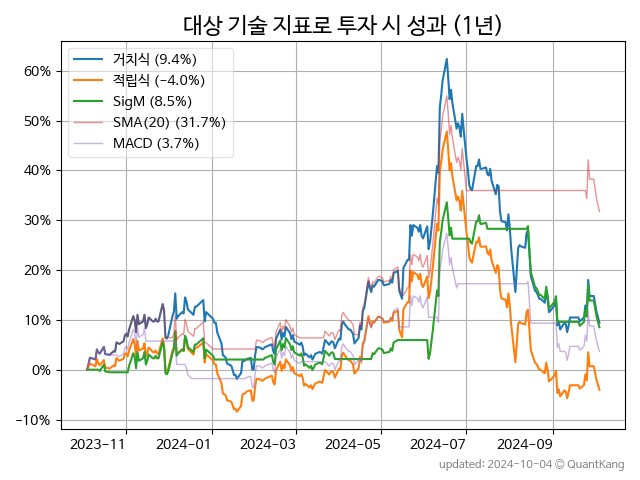 대상 기술 지표로 투자 시 성과 (1년)
거치식 (9.4%)
적립식 (−4.0%)
SigM (8.5%)
SMA(20) (31.7%)
MACD (3.7%)
60%
50%
40%
30%
20%
10%
0%
−10%
2023-11 2024-01 2024-03 2024-05 2024-07 2024-09
updated: 2024-10-04 ⓒ QuantKang